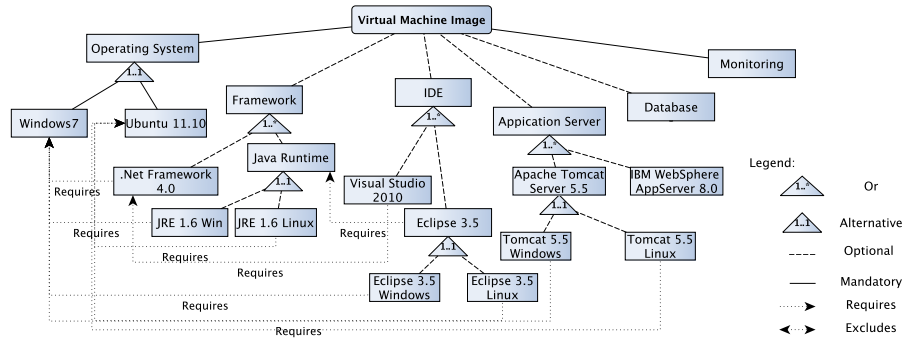 Virtual Machine Image
Operating System
1..1
Windows7
Ubuntu 11.10
Framework
1..*
.Net Framework
4.0
Java Runtime
1..1
JRE 1.6 Win
JRE 1.6 Linux
IDE
1..*
Visual Studio
2010
Eclipse 3.5
1..1
Eclipse 3.5
Windows
Eclipse 3.5
Linux
Appication Server
1..*
Apache Tomcat
Server 5.5
1..1
Tomcat 5.5
Windows
Tomcat 5.5
Linux
IBM WebSphere
AppServer 8.0
Database
Monitoring
Requires
Requires
Requires
Requires
Requires
Requires
Requires
Legend:
1..*
Or
1..1
Alternative
Optional
Mandatory
Requires
Excludes